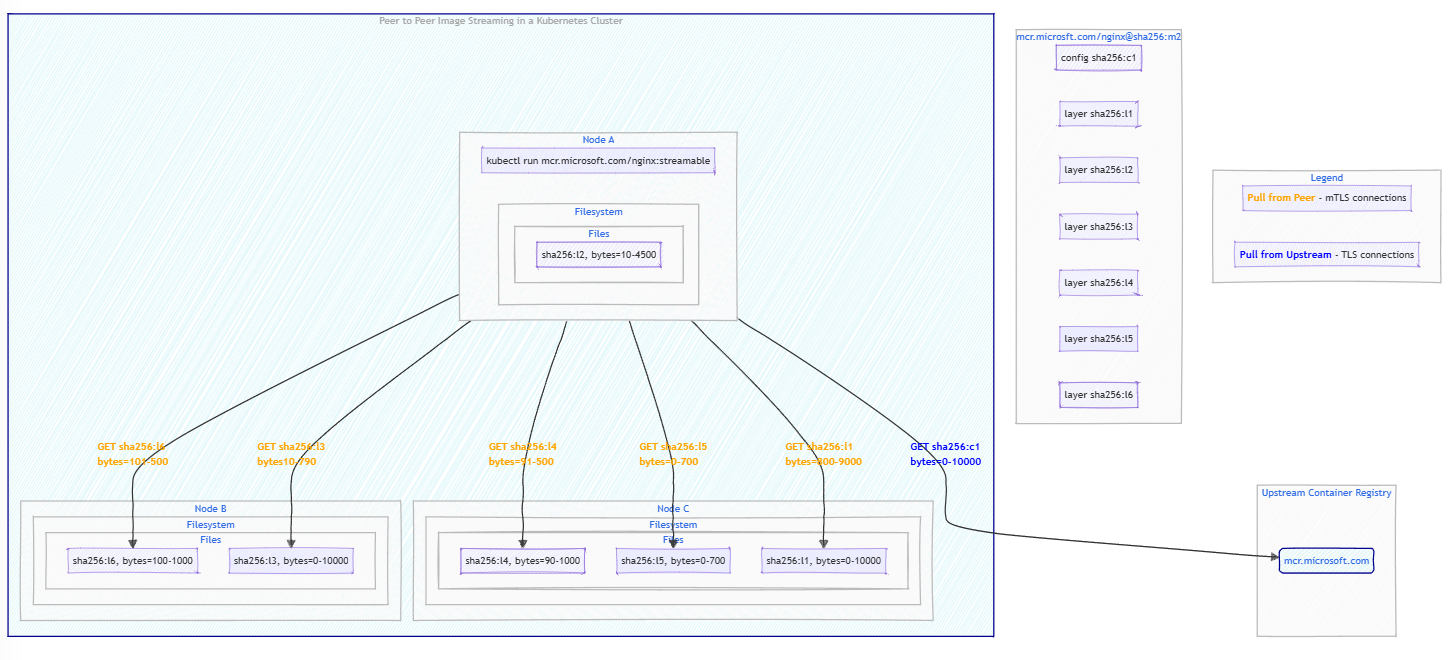 Peer to Peer Image Streaming in a Kubernetes Cluster
Node A
kubectl run mcr.microsoft.com/nginx:streamable
Filesystem
Files
sha256:l2, bytes=10-4500
GET sha256:l6
bytes=101-500
GET sha256:l3
bytes10-790
GET sha256:l4
bytes=91-500
GET sha256:l5
bytes=0-700
GET sha256:l1
bytes=800-9000
GET sha256:c1
bytes=0-10000
Node B
Filesystem
Files
sha256:l6, bytes=100-1000
sha256:l3, bytes=0-10000
Node C
Filesystem
Files
sha256:l4, bytes=90-1000
sha256:l5, bytes=0-700
sha256:l1, bytes=0-10000
mcr.microsft.com/nginx@sha256:m2
config sha256:c1
layer sha256:l1
layer sha256:l2
layer sha256:l3
layer sha256:l4
layer sha256:l5
layer sha256:l6
Legend
Pull from Peer - mTLS connections
Pull from Upstream - TLS connections
Upstream Container Registry
mcr.microsoft.com